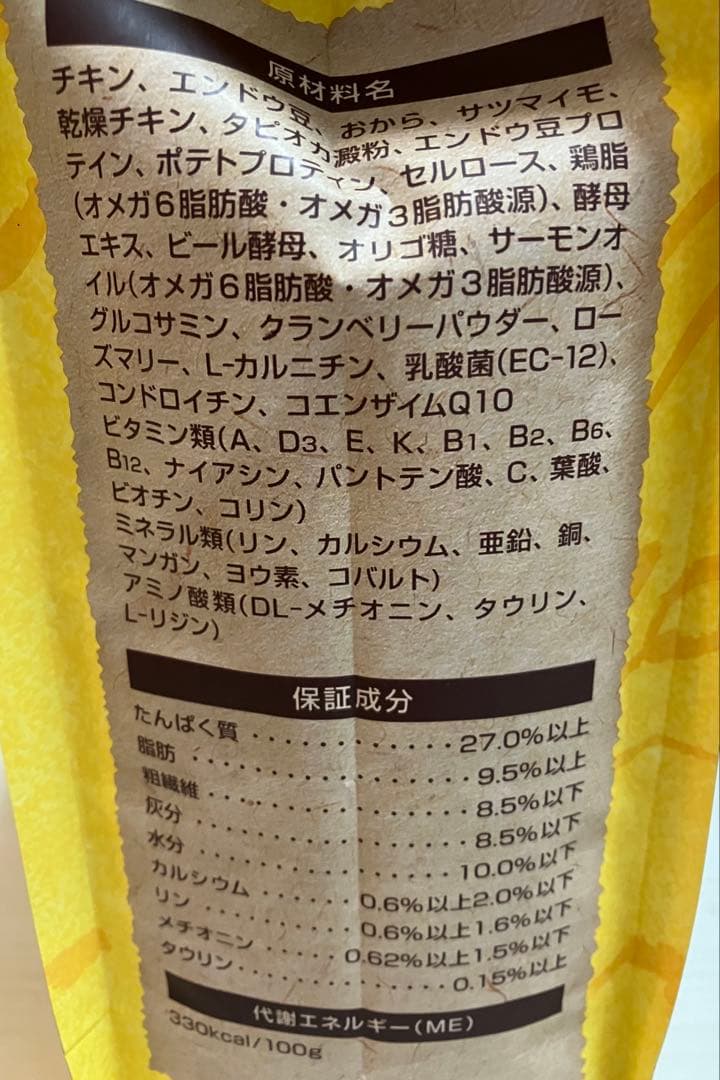 原材料名
チキン、エンドウ豆、おから、サツマイモ、
乾燥チキン、タピオカ澱粉、エンドウ豆プロ
テイン、ポテトプロテイン、セルロース、鶏脂
(オメガ6脂肪酸・オメガ3脂肪酸源)、酵母
エキス、ビール酵母、オリゴ糖、サーモンオ
イル(オメガ6脂肪酸・オメガ3脂肪酸源)、
グルコサミン、クランベリーパウダー、ロー
ズマリー、L-カルニチン、乳酸菌(EC-12)、
コンドロイチン、コエンザイムQ10
ビタミン類(A、D3、E、K、B1、B2、B6、
B12、ナイアシン、パントテン酸、C、葉酸、
ビオチン、コリン)
ミネラル類(リン、カルシウム、亜鉛、銅、
マンガン、ヨウ素、コバルト)
アミノ酸類(DL-メチオニン、タウリン、
L-リジン)
保証成分
たんぱく質 ・・・・・・・・・・・・ 27.0%以上
脂肪 ・・・・・・・・・・・・・・・ 9.5%以上
粗繊維 ・・・・・・・・・・・・・・ 8.5%以下
灰分 ・・・・・・・・・・・・・・・ 8.5%以下
水分 ・・・・・・・・・・・・・・ 10.0%以下
カルシウム ・・・・・・ 0.6%以上2.0%以下
リン ・・・・・・・・・ 0.6%以上1.6%以下
メチオニン ・・・・・ 0.62%以上1.5%以下
タウリン ・・・・・・・・・・・・ 0.15%以上
代謝エネルギー(ME)
330kcal/100g